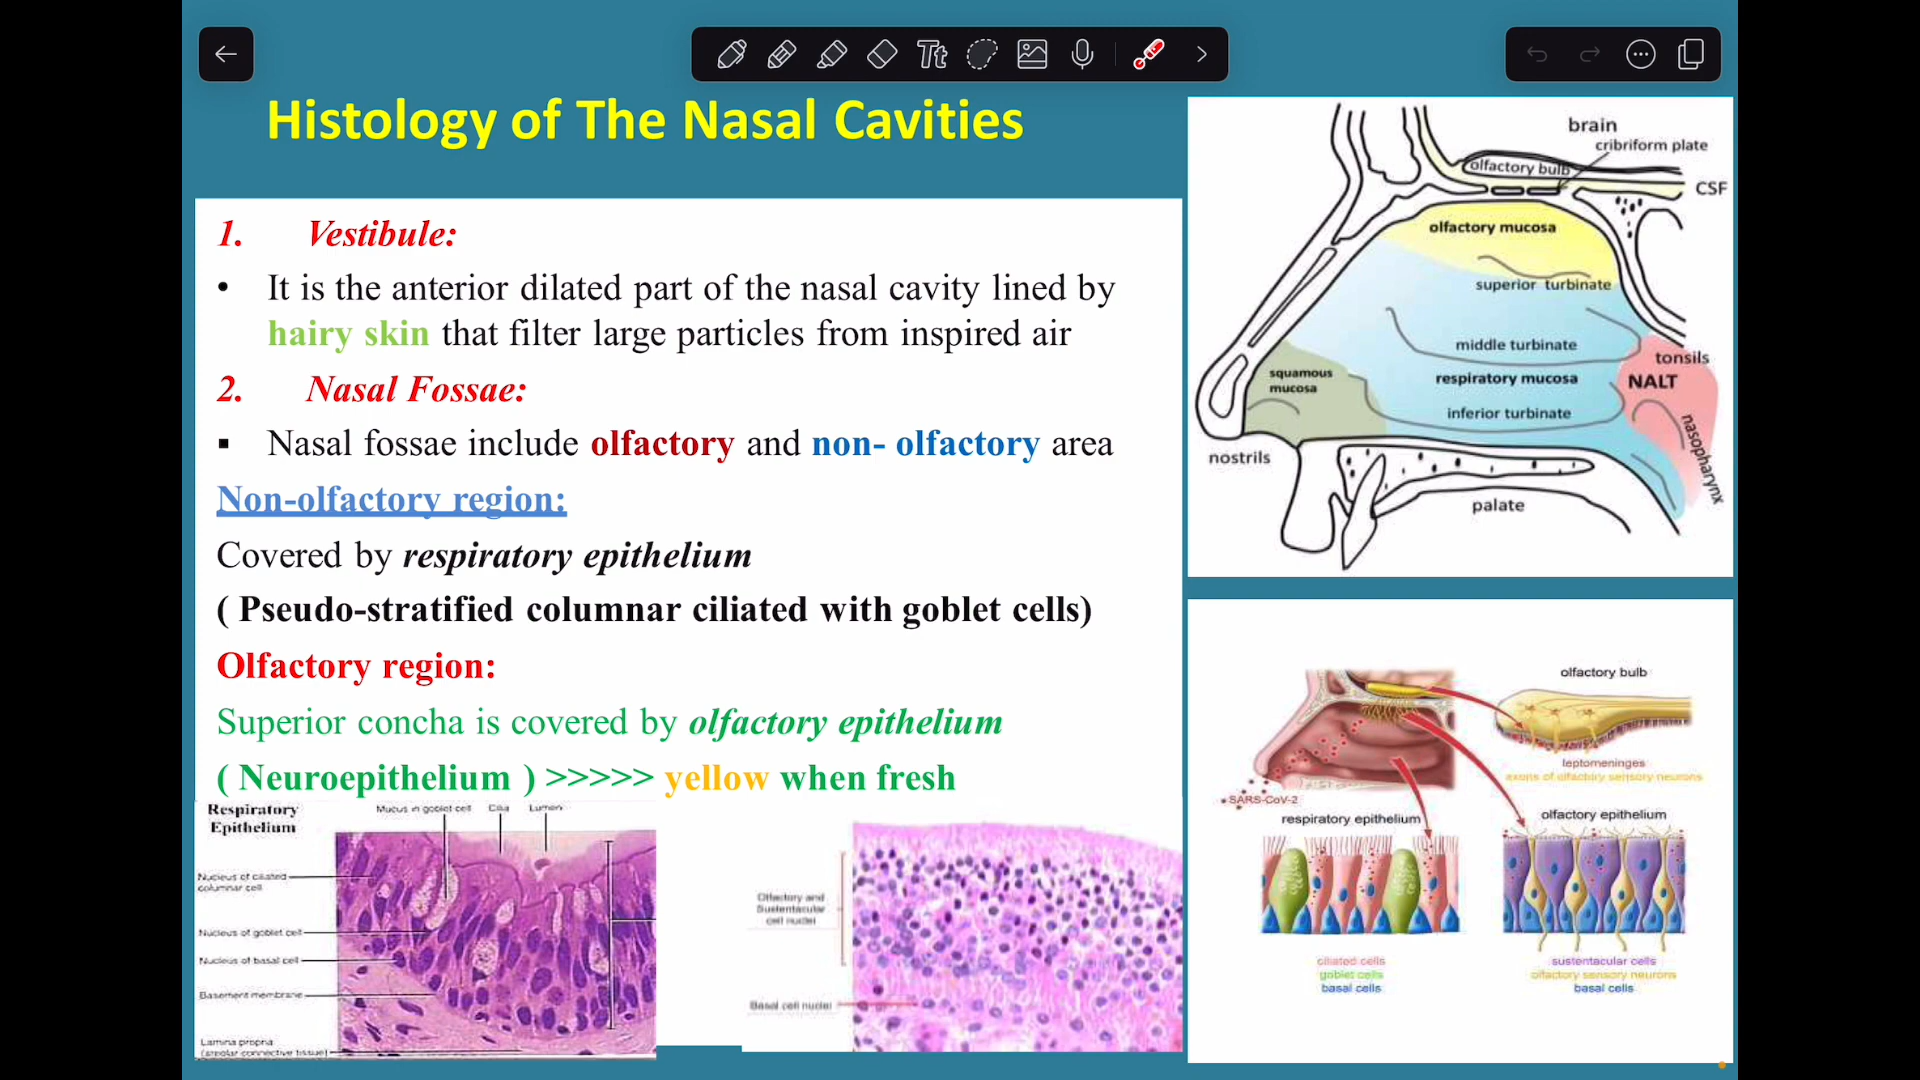 Tt
Histology of The Nasal Cavities
1. Vestibule:
• It is the anterior dilated part of the nasal cavity lined by
hairy skin that filter large particles from inspired air
2. Nasal Fossae:
▪ Nasal fossae include olfactory and non- olfactory area
Non-olfactory region:
Covered by respiratory epithelium
( Pseudo-stratified columnar ciliated with goblet cells)
Olfactory region:
Superior concha is covered by olfactory epithelium
( Neuroepithelium ) >>>>> yellow when fresh
Respiratory
Epithelium
Mucus in goblet cell
Cilia
Lumen
Nucleus of ciliated
columnar cell
Nucleus of goblet cell
Nucleus of basal cell
Basement membrane
Lamina propria
(areolar connective tissue)
Olfactory and
Sustentacular
cell nuclei
Basal cell nuclei
brain
cribriform plate
olfactory bulb
CSF
olfactory mucosa
superior turbinate
middle turbinate
tonsils
squamous
mucosa
respiratory mucosa
NALT
inferior turbinate
nasopharynx
nostrils
palate
olfactory bulb
leptomeninges
axons of olfactory sensory neurons
SARS-CoV-2
respiratory epithelium
olfactory epithelium
ciliated cells
goblet cells
basal cells
sustentacular cells
olfactory sensory neurons
basal cells